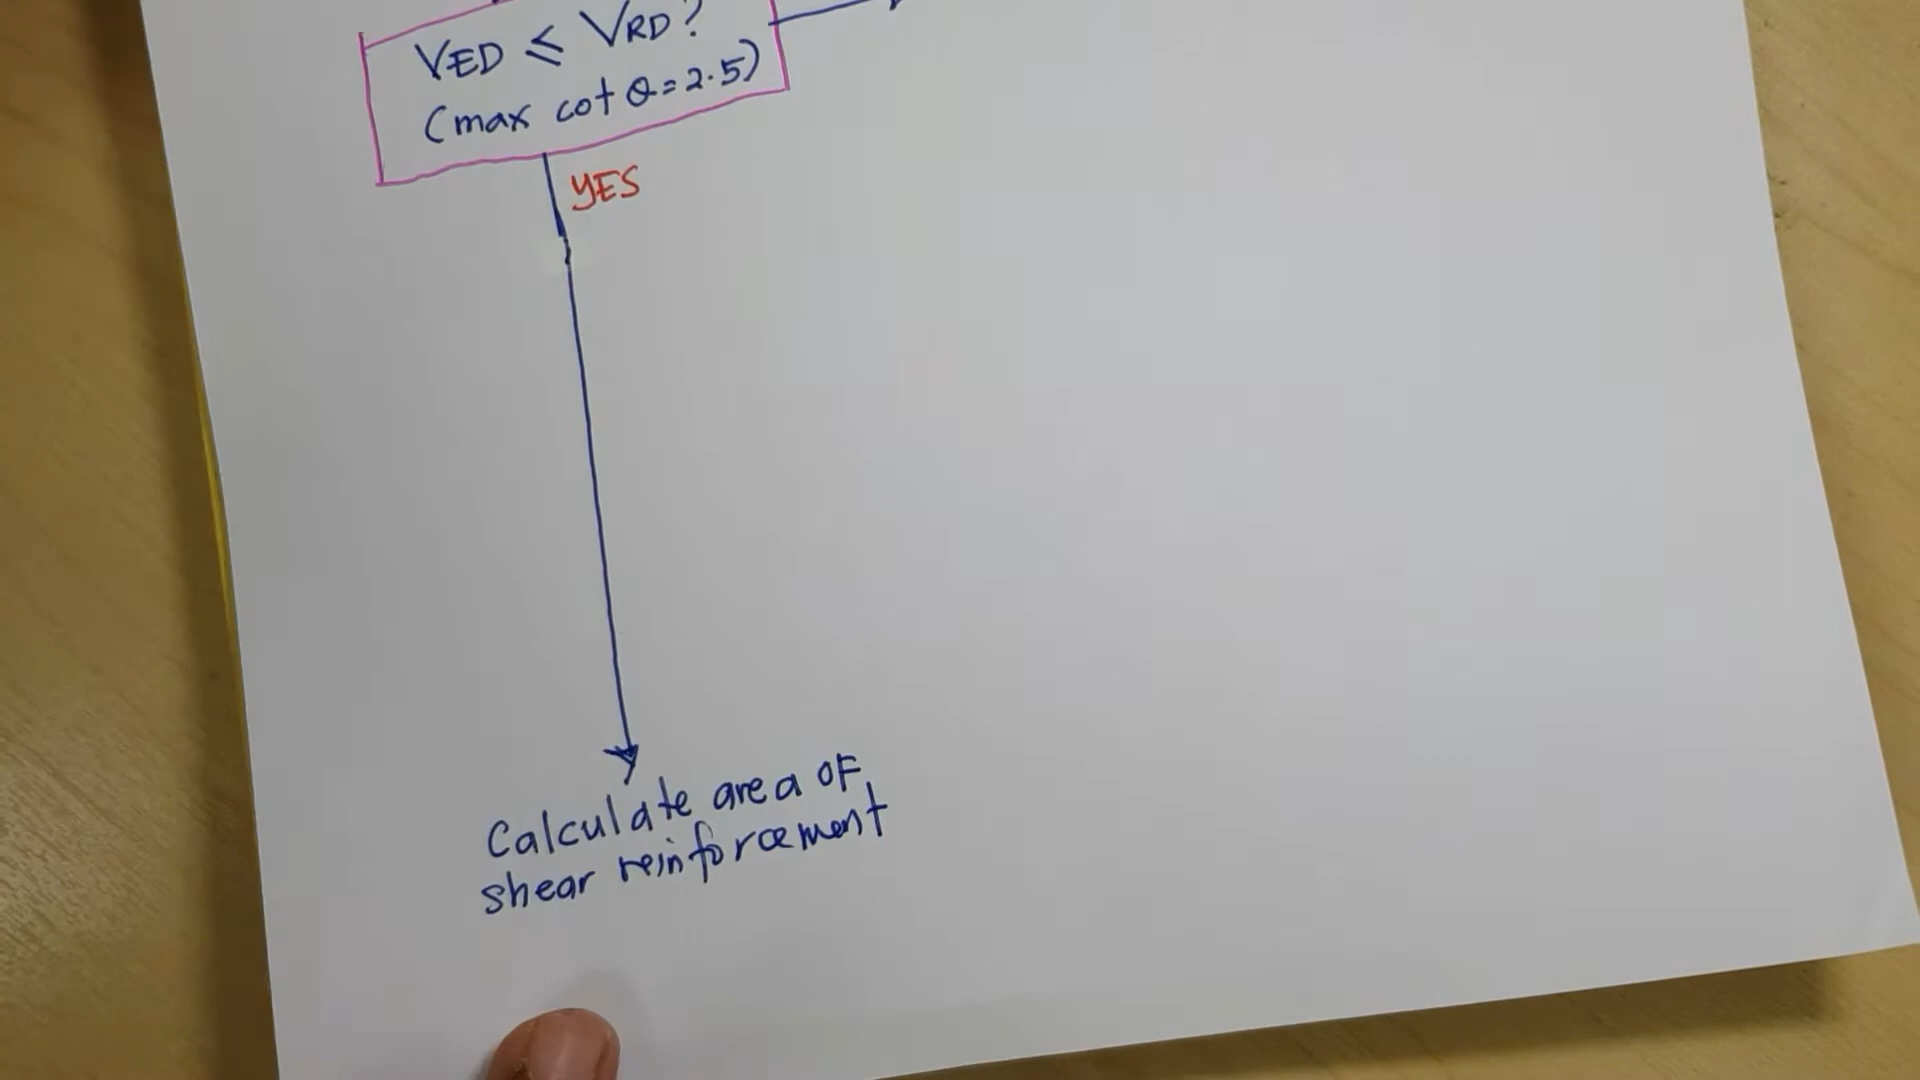 VED ≤ VRD?
(max cot θ=2.5)
YES
Calculate area of
shear reinforcement